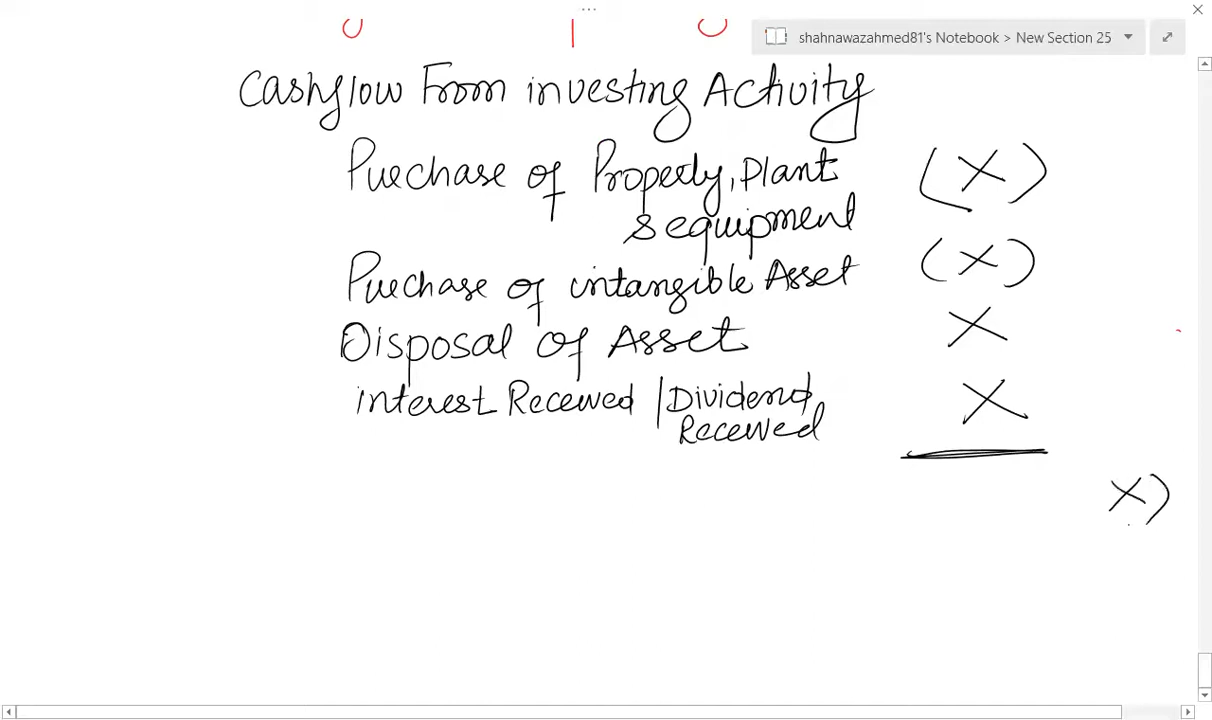 shahnawazahmed81's Notebook > New Section 25
Cashflow From investing Activity
Purchase of Property, Plant (X)
& equipment
Purchase of intangible Asset (X)
Disposal of Asset X
interest Received | Dividend X
Received
X)